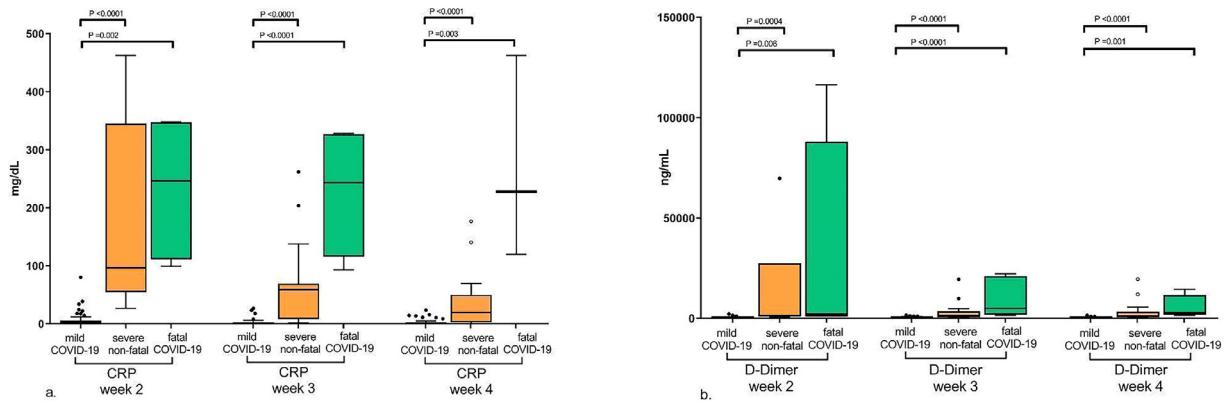 P <0.0001
P =0.002
P <0.0001
P <0.0001
P <0.0001
P =0.003
500
400
300
200
100
0
mg/dL
mild
COVID-19
severe
non-fatal
fatal
COVID-19
CRP
week 2
mild
COVID-19
severe
non-fatal
fatal
COVID-19
CRP
week 3
mild
COVID-19
severe
non-fatal
fatal
COVID-19
CRP
week 4
a.
P =0.0004
P =0.006
P <0.0001
P <0.0001
P <0.0001
P =0.001
150000
100000
50000
0
ng/mL
mild
COVID-19
severe
non-fatal
fatal
COVID-19
D-Dimer
week 2
mild
COVID-19
severe
non-fatal
fatal
COVID-19
D-Dimer
week 3
mild
COVID-19
severe
non-fatal
fatal
COVID-19
D-Dimer
week 4
b.